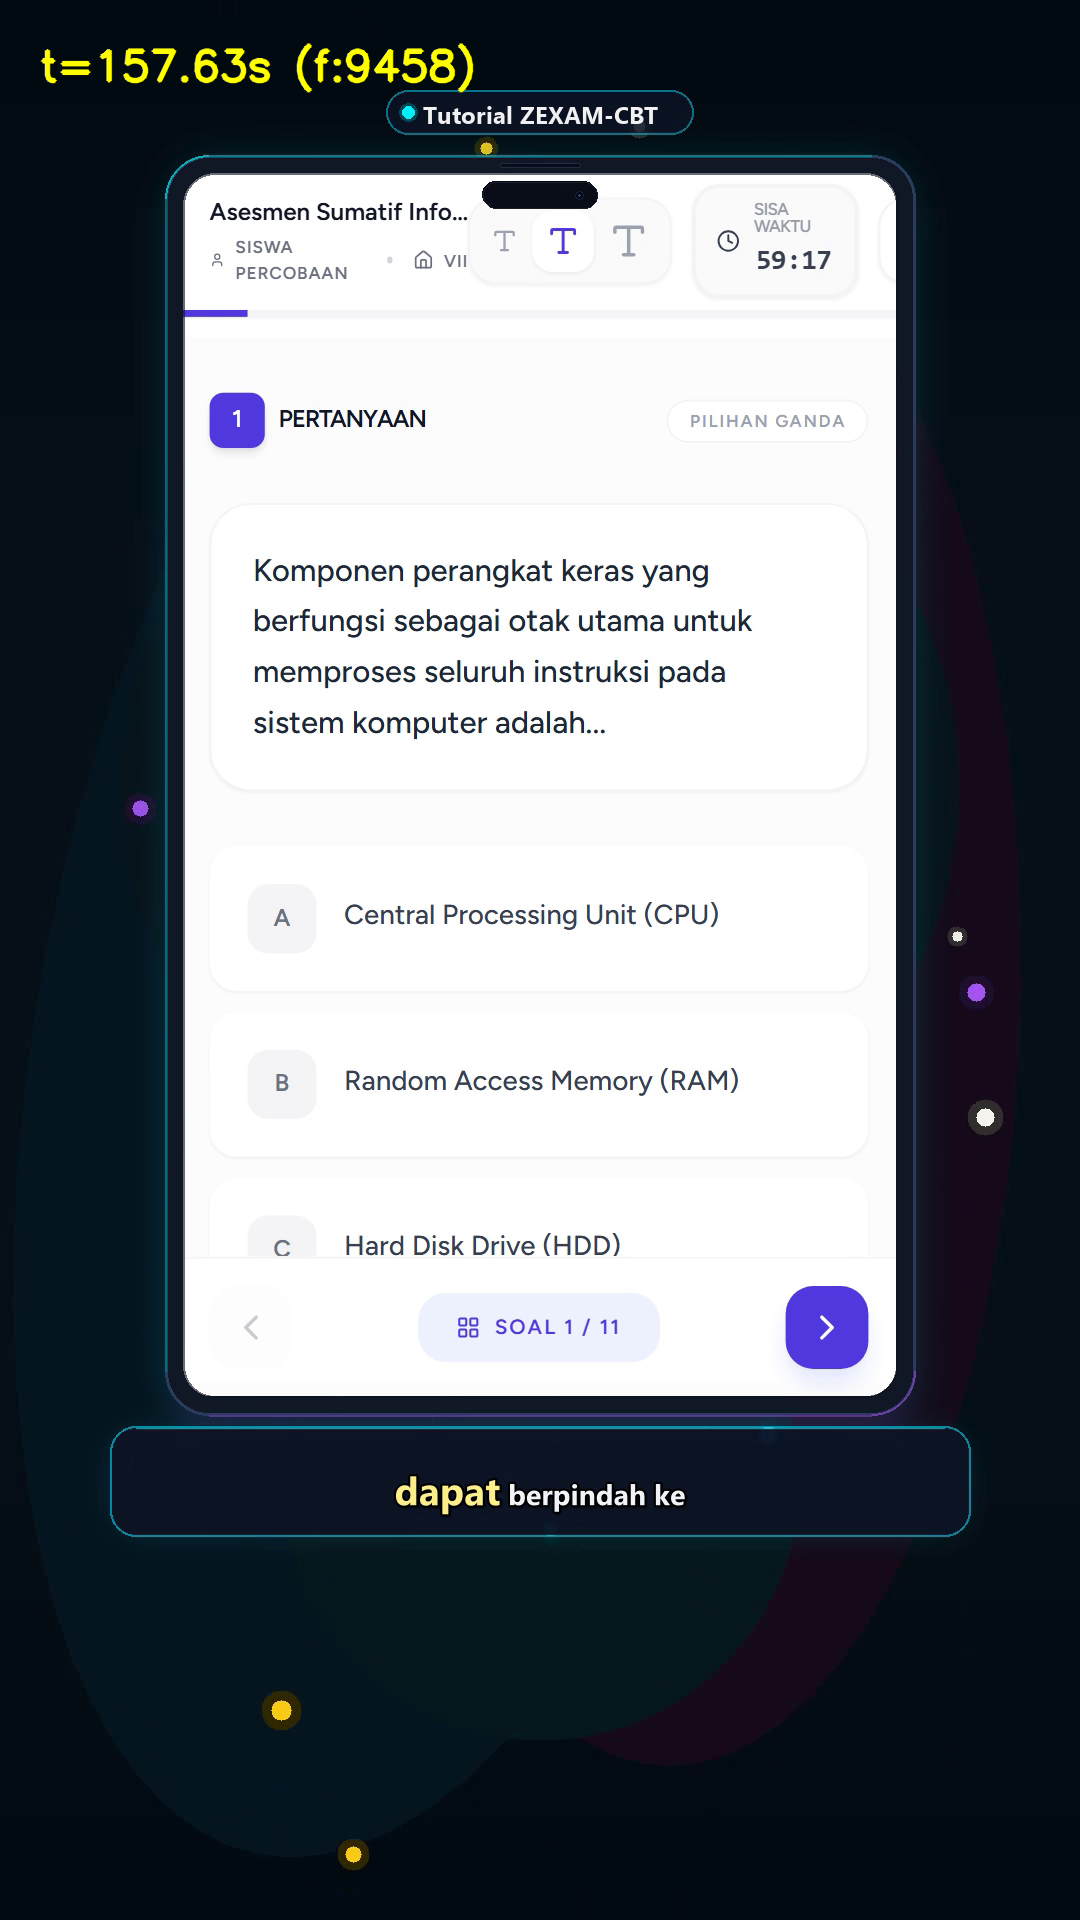 t=157.63s (f:9458)
Tutorial ZEXAM-CBT
Asesmen Sumatif Info...
SISWA
PERCOBAAN
VII
T T T
SISA
WAKTU
59:17
1 PERTANYAAN
PILIHAN GANDA
Komponen perangkat keras yang
berfungsi sebagai otak utama untuk
memproses seluruh instruksi pada
sistem komputer adalah...
A Central Processing Unit (CPU)
B Random Access Memory (RAM)
C Hard Disk Drive (HDD)
SOAL 1 / 11
dapat berpindah ke